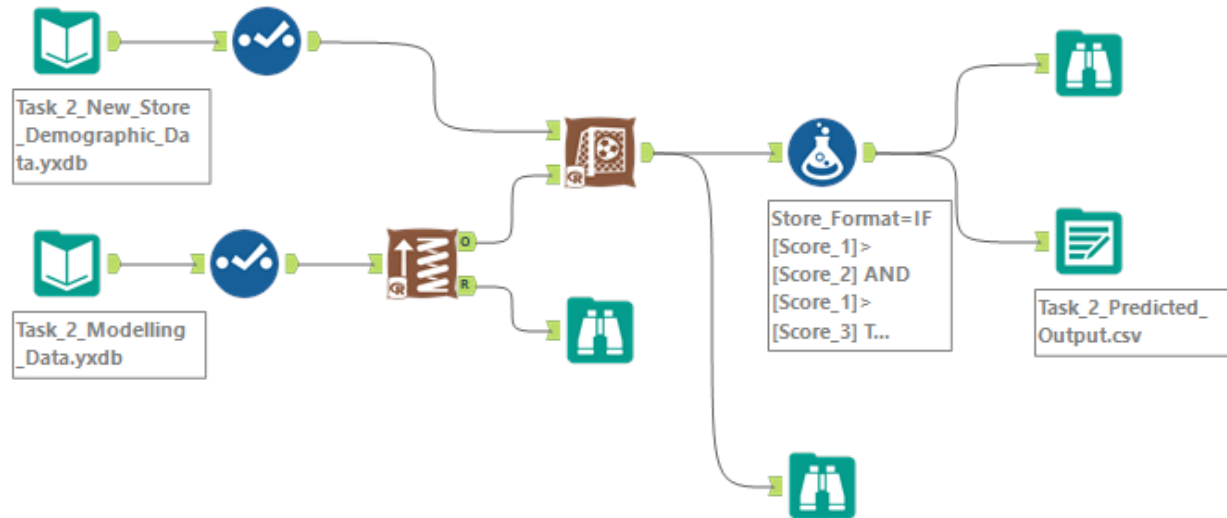 Task_2_New_Store
_Demographic_Da
ta.yxdb
R
O
R
R
Task_2_Modelling
_Data.yxdb
Store_Format=IF
[Score_1]>
[Score_2] AND
[Score_1]>
[Score_3] T...
Task_2_Predicted_
Output.csv